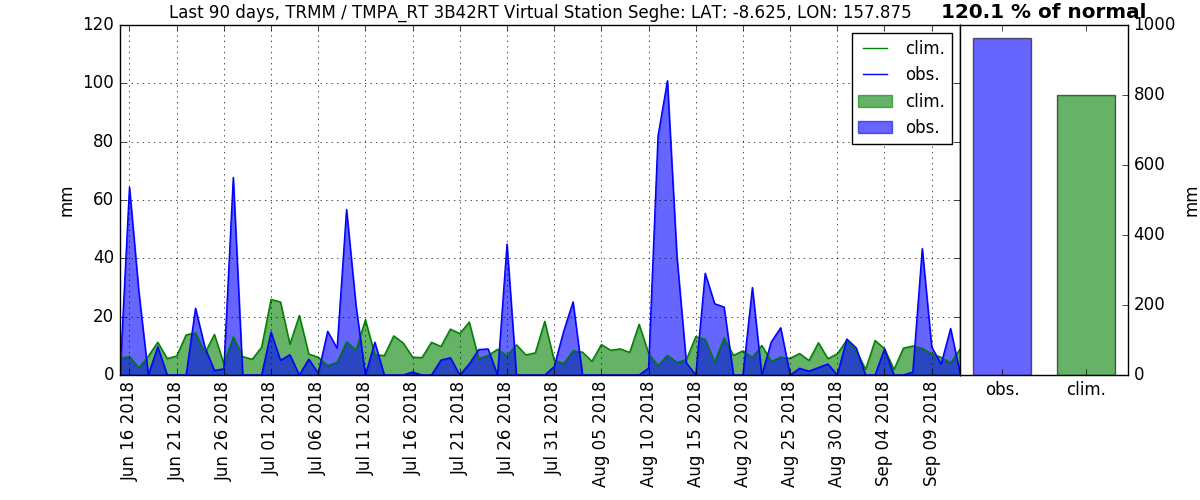 Last 90 days, TRMM / TMPA_RT 3B42RT Virtual Station Seghe: LAT: -8.625, LON: 157.875
120.1 % of normal
120
100
80
60
40
20
0
mm
clim.
obs.
clim.
obs.
1000
800
600
400
200
0
mm
obs.
clim.
Jun 16 2018
Jun 21 2018
Jun 26 2018
Jul 01 2018
Jul 06 2018
Jul 11 2018
Jul 16 2018
Jul 21 2018
Jul 26 2018
Jul 31 2018
Aug 05 2018
Aug 10 2018
Aug 15 2018
Aug 20 2018
Aug 25 2018
Aug 30 2018
Sep 04 2018
Sep 09 2018